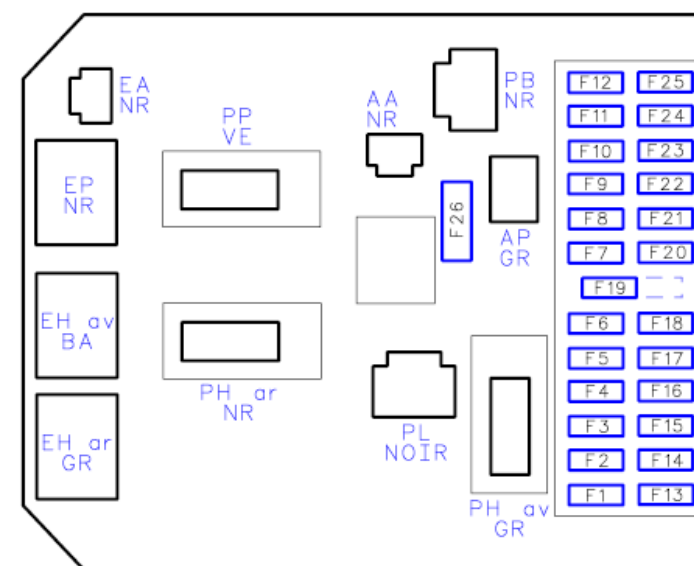 EA
NR
PP
VE
AA
NR
PB
NR
EP
NR
F26
AP
GR
EH av
BA
PH ar
NR
EH ar
GR
PL
NOIR
PH av
GR
F12 F25
F11 F24
F10 F23
F9 F22
F8 F21
F7 F20
F19
F6 F18
F5 F17
F4 F16
F3 F15
F2 F14
F1 F13